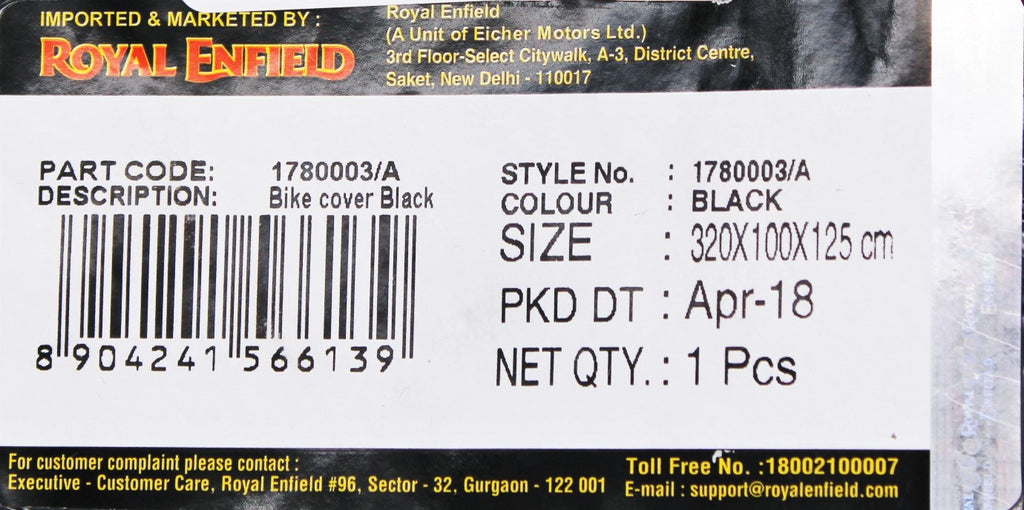 IMPORTED & MARKETED BY :
ROYAL ENFIELD
Royal Enfield
(A Unit of Eicher Motors Ltd.)
3rd Floor-Select Citywalk, A-3, District Centre,
Saket, New Delhi - 110017
PART CODE: 1780003/A
DESCRIPTION: Bike cover Black
8 904241 566139
STYLE No. : 1780003/A
COLOUR : BLACK
SIZE : 320X100X125 cm
PKD DT : Apr-18
NET QTY. : 1 Pcs
For customer complaint please contact :
Executive - Customer Care, Royal Enfield #96, Sector - 32, Gurgaon - 122 001
Toll Free No. :18002100007
E-mail : support@royalenfield.com